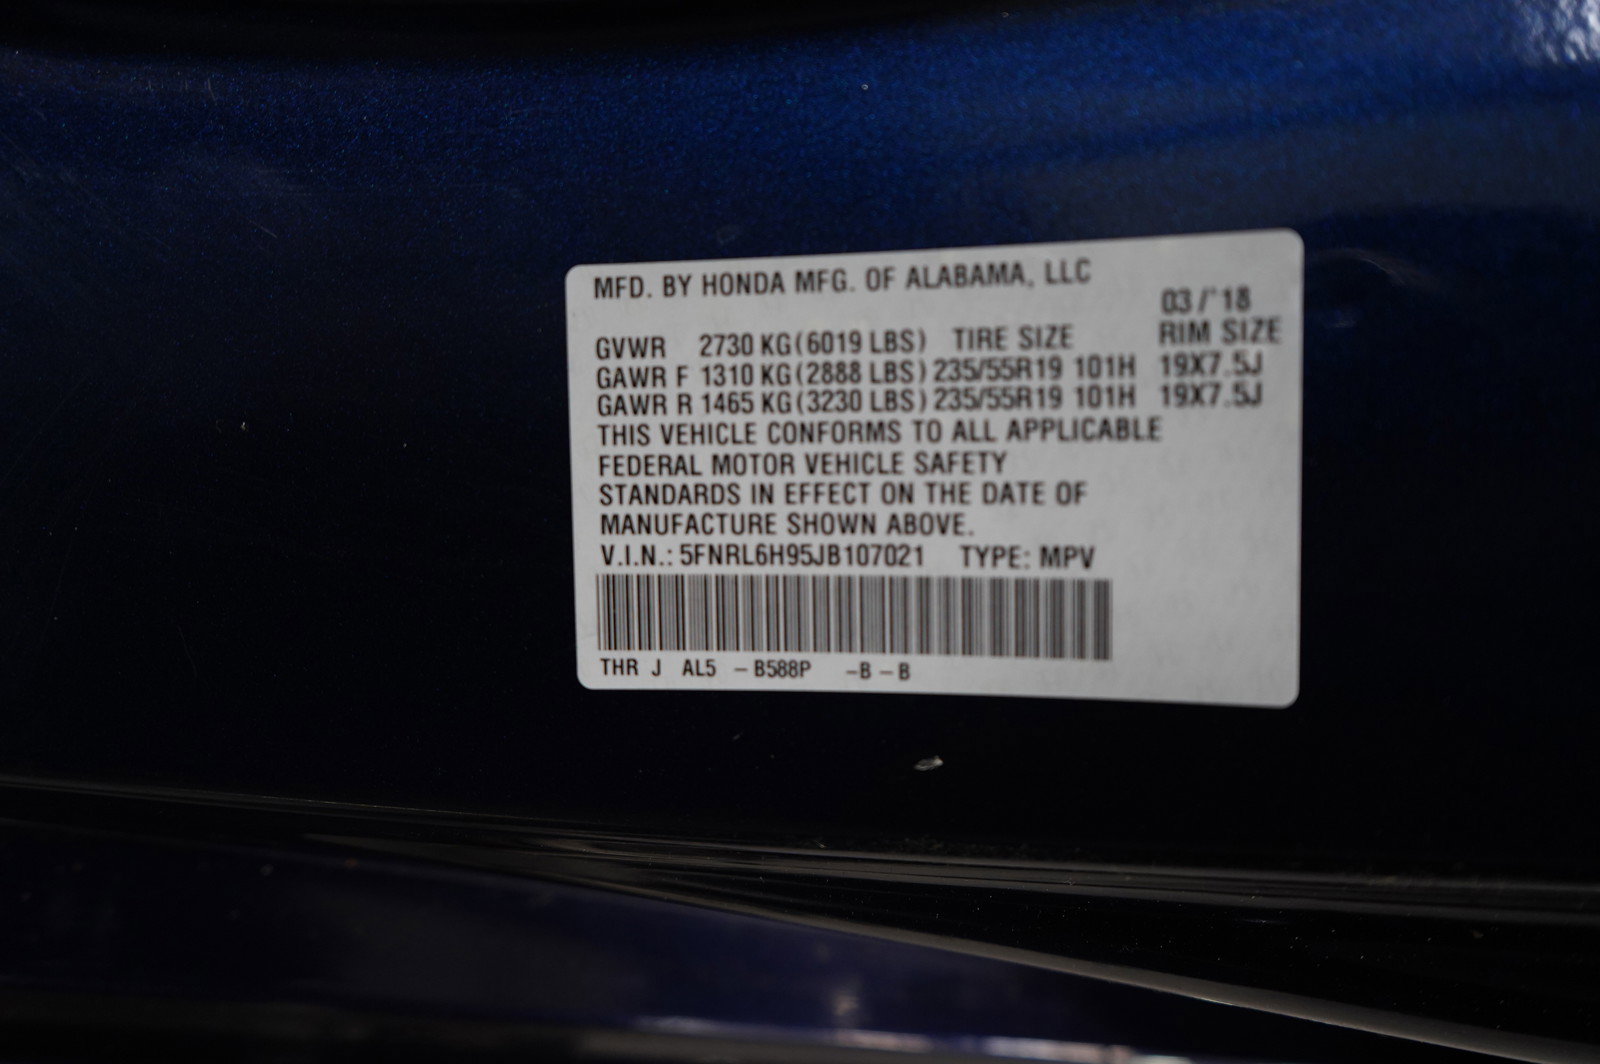 MFD. BY HONDA MFG. OF ALABAMA, LLC
03/'18
GVWR 2730 KG(6019 LBS) TIRE SIZE RIM SIZE
GAWR F 1310 KG(2888 LBS) 235/55R19 101H 19X7.5J
GAWR R 1465 KG(3230 LBS) 235/55R19 101H 19X7.5J
THIS VEHICLE CONFORMS TO ALL APPLICABLE
FEDERAL MOTOR VEHICLE SAFETY
STANDARDS IN EFFECT ON THE DATE OF
MANUFACTURE SHOWN ABOVE.
V.I.N.: 5FNRL6H95JB107021 TYPE: MPV
THR J AL5 – B588P –B – B